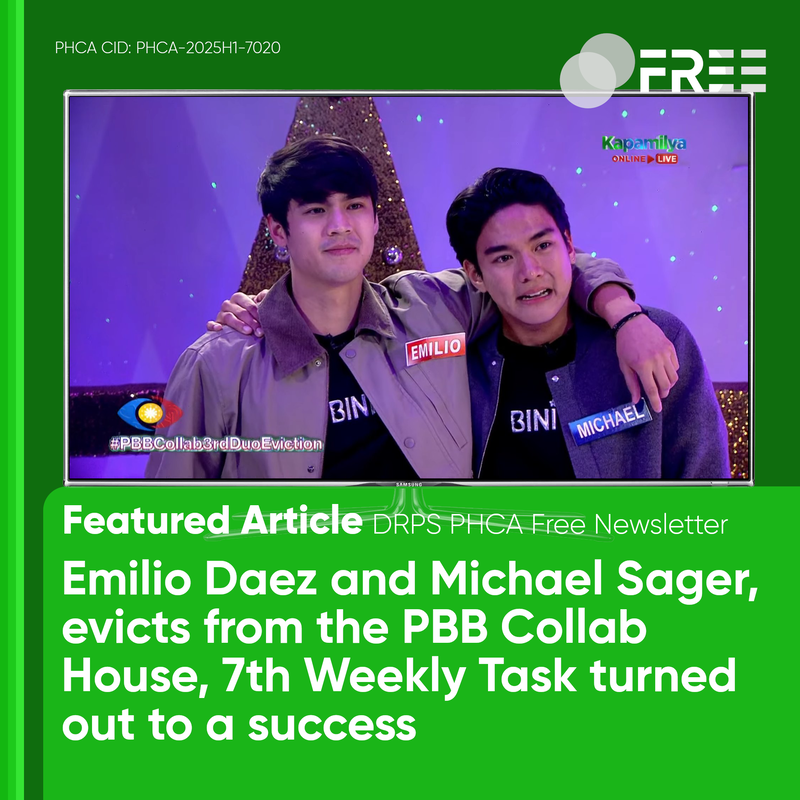 PHCA CID: PHCA-2025H1-7020
FREE
Kapamilya
ONLINE LIVE
EMILIO
BINI
BINI
MICHAEL
#PBBCollab3rdDuoEviction
SAMSUNG
Featured Article DRPS PHCA Free Newsletter
Emilio Daez and Michael Sager,
evicts from the PBB Collab
House, 7th Weekly Task turned
out to a success